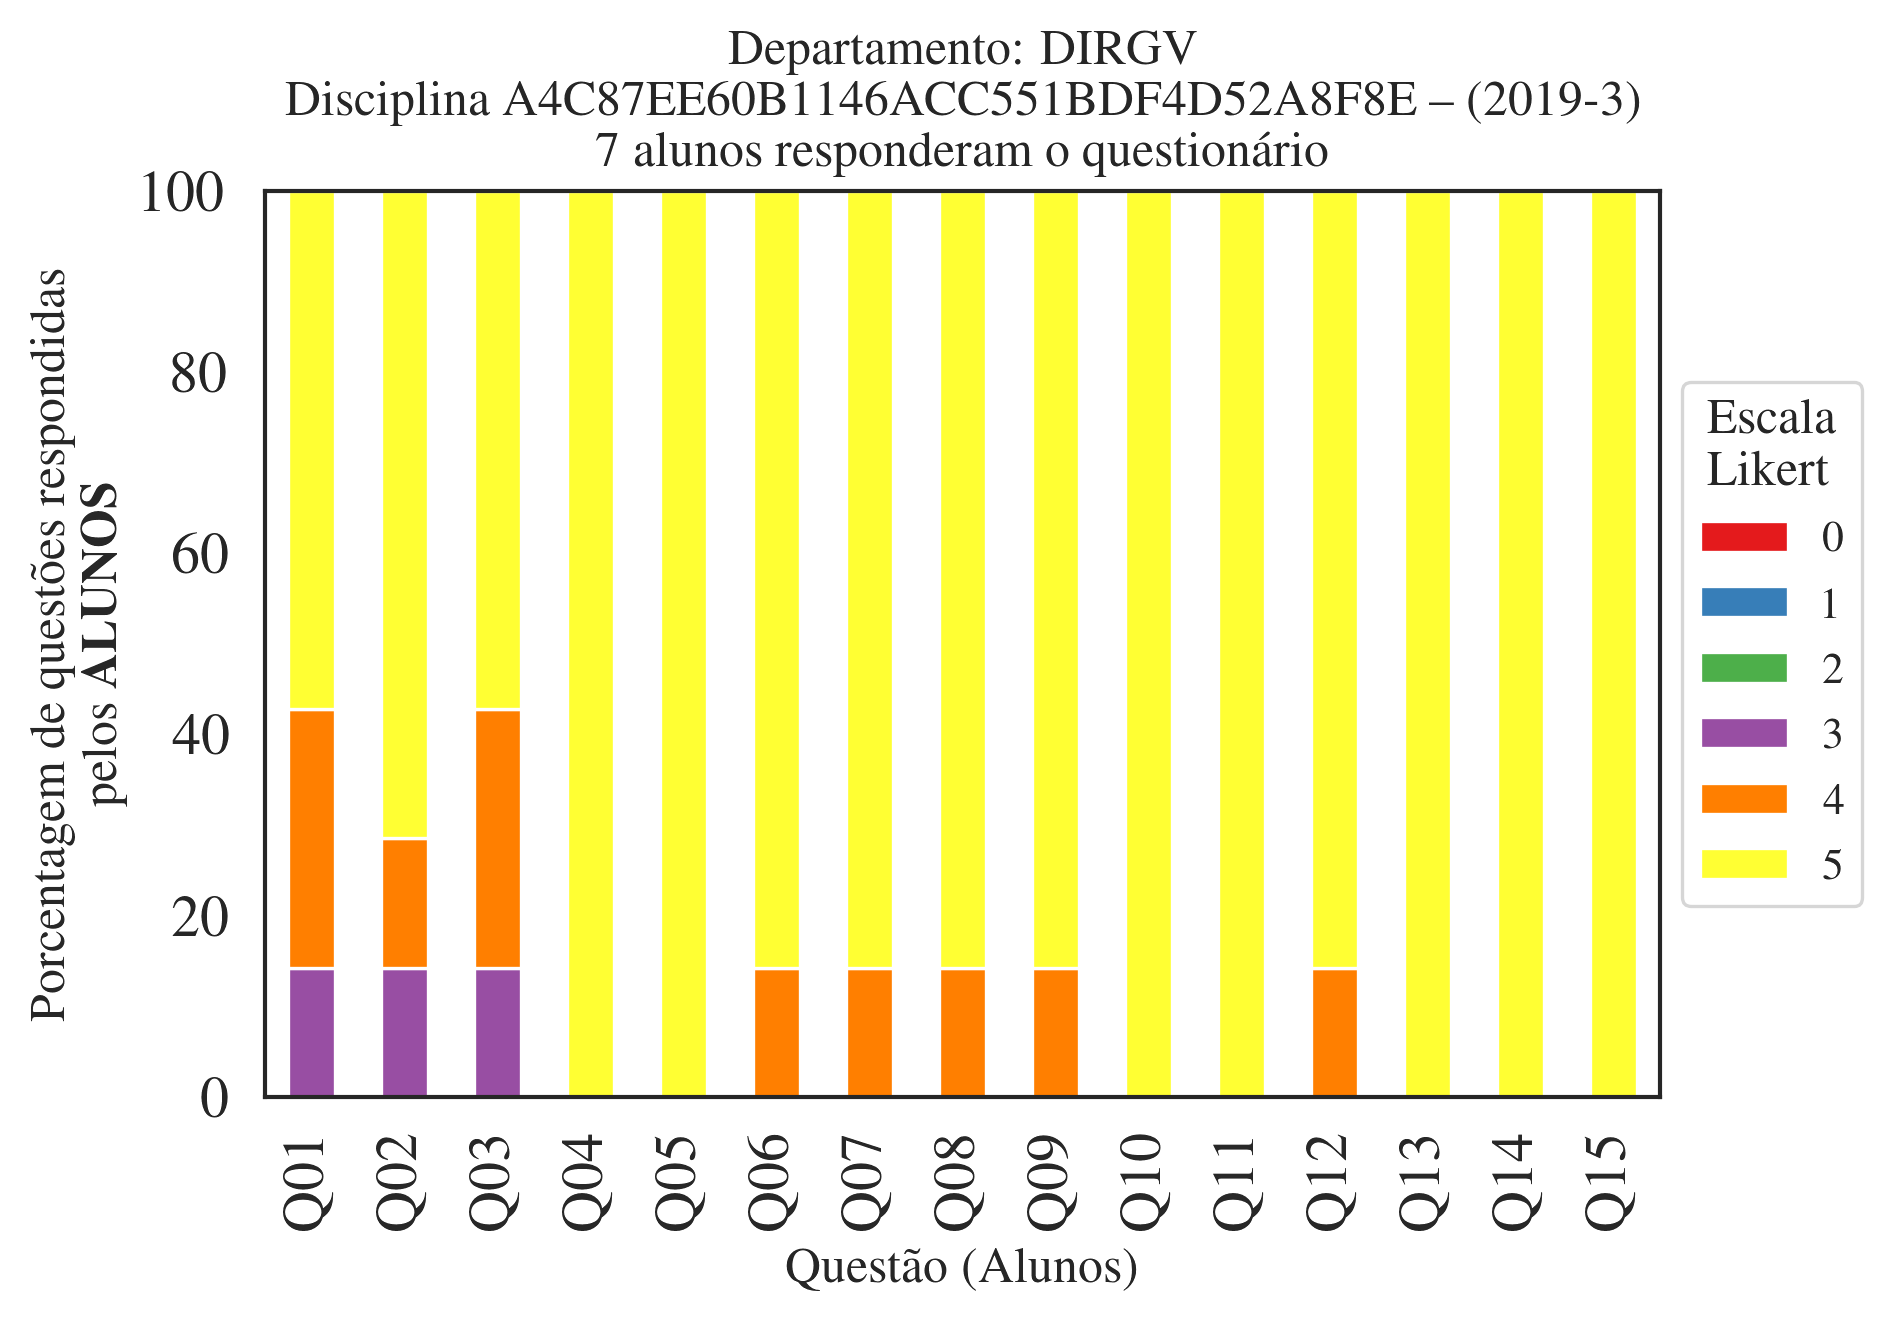 Departamento: DIRGV
Disciplina A4C87EE60B1146ACC551BDF4D52A8F8E – (2019-3)
7 alunos responderam o questionário
Porcentagem de questões respondidas
pelos ALUNOS
100
80
60
40
20
0
Q01
Q02
Q03
Q04
Q05
Q06
Q07
Q08
Q09
Q10
Q11
Q12
Q13
Q14
Q15
Questão (Alunos)
Escala
Likert
0
1
2
3
4
5